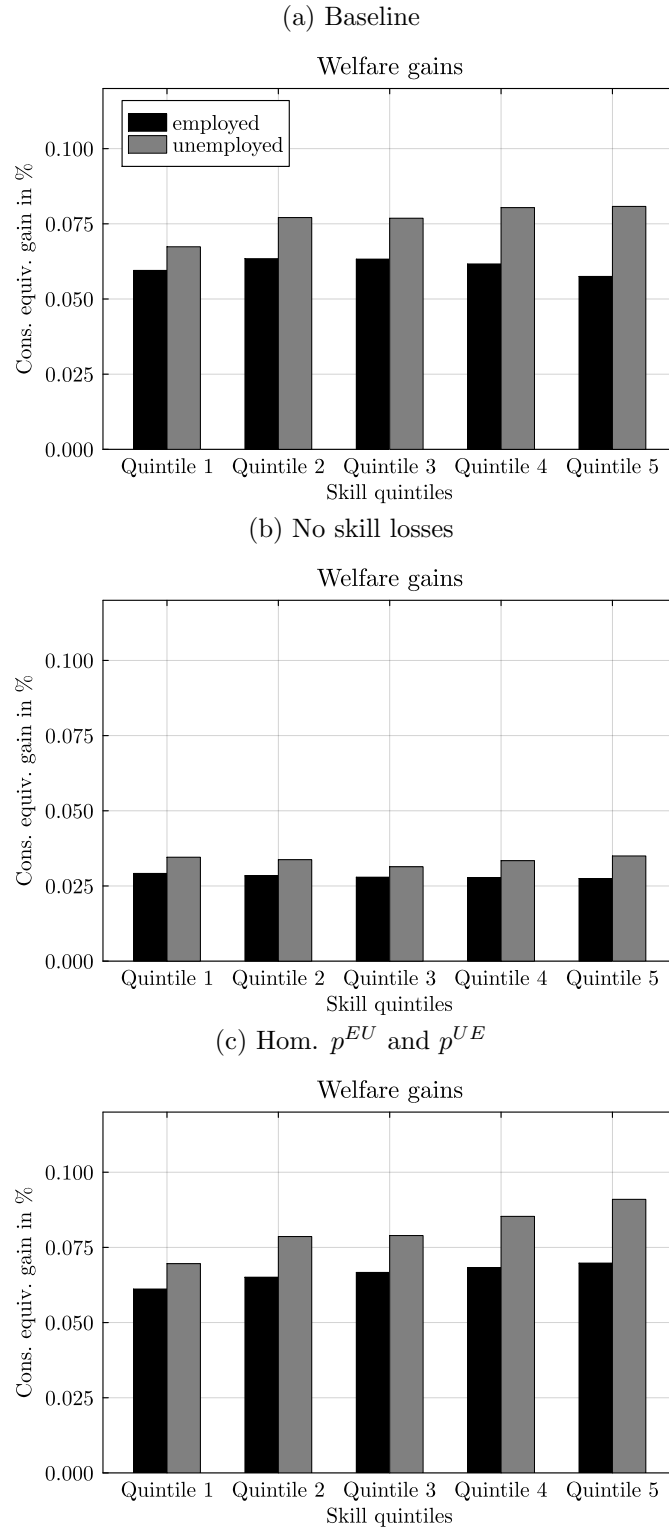 (a) Baseline
Welfare gains
employed
unemployed
Cons. equiv. gain in %
0.100
0.075
0.050
0.025
0.000
Quintile 1 Quintile 2 Quintile 3 Quintile 4 Quintile 5
Skill quintiles
(b) No skill losses
Welfare gains
Cons. equiv. gain in %
0.100
0.075
0.050
0.025
0.000
Quintile 1 Quintile 2 Quintile 3 Quintile 4 Quintile 5
Skill quintiles
(c) Hom. p^{EU} and p^{UE}
Welfare gains
Cons. equiv. gain in %
0.100
0.075
0.050
0.025
0.000
Quintile 1 Quintile 2 Quintile 3 Quintile 4 Quintile 5
Skill quintiles